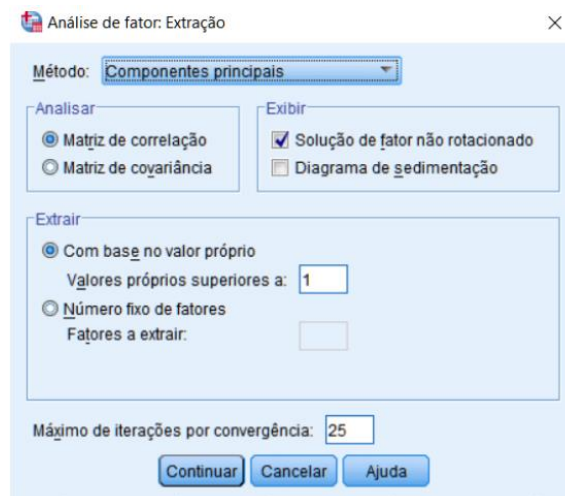 Análise de fator: Extração
Método: Componentes principais
Analisar
Matriz de correlação
Matriz de covariância
Exibir
Solução de fator não rotacionado
Diagrama de sedimentação
Extrair
Com base no valor próprio
Valores próprios superiores a: 1
Número fixo de fatores
Fatores a extrair:
Máximo de iterações por convergência: 25
Continuar Cancelar Ajuda